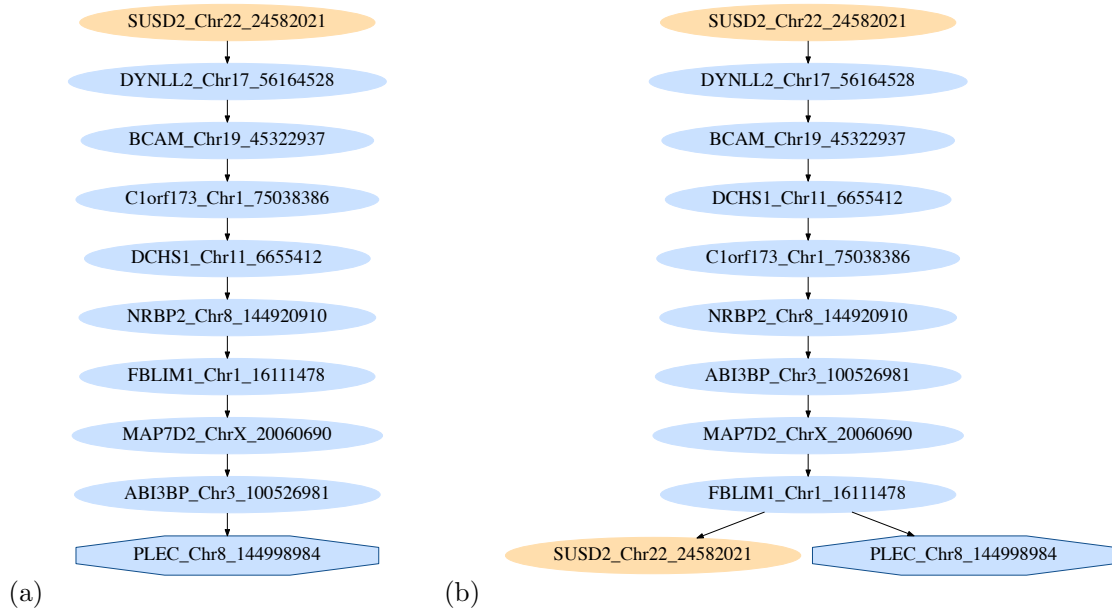 SUSD2_Chr22_24582021
DYNLL2_Chr17_56164528
BCAM_Chr19_45322937
C1orf173_Chr1_75038386
DCHS1_Chr11_6655412
NRBP2_Chr8_144920910
FBLIM1_Chr1_16111478
MAP7D2_ChrX_20060690
ABI3BP_Chr3_100526981
PLEC_Chr8_144998984
(a)
SUSD2_Chr22_24582021
DYNLL2_Chr17_56164528
BCAM_Chr19_45322937
DCHS1_Chr11_6655412
C1orf173_Chr1_75038386
NRBP2_Chr8_144920910
ABI3BP_Chr3_100526981
MAP7D2_ChrX_20060690
FBLIM1_Chr1_16111478
SUSD2_Chr22_24582021
PLEC_Chr8_144998984
(b)